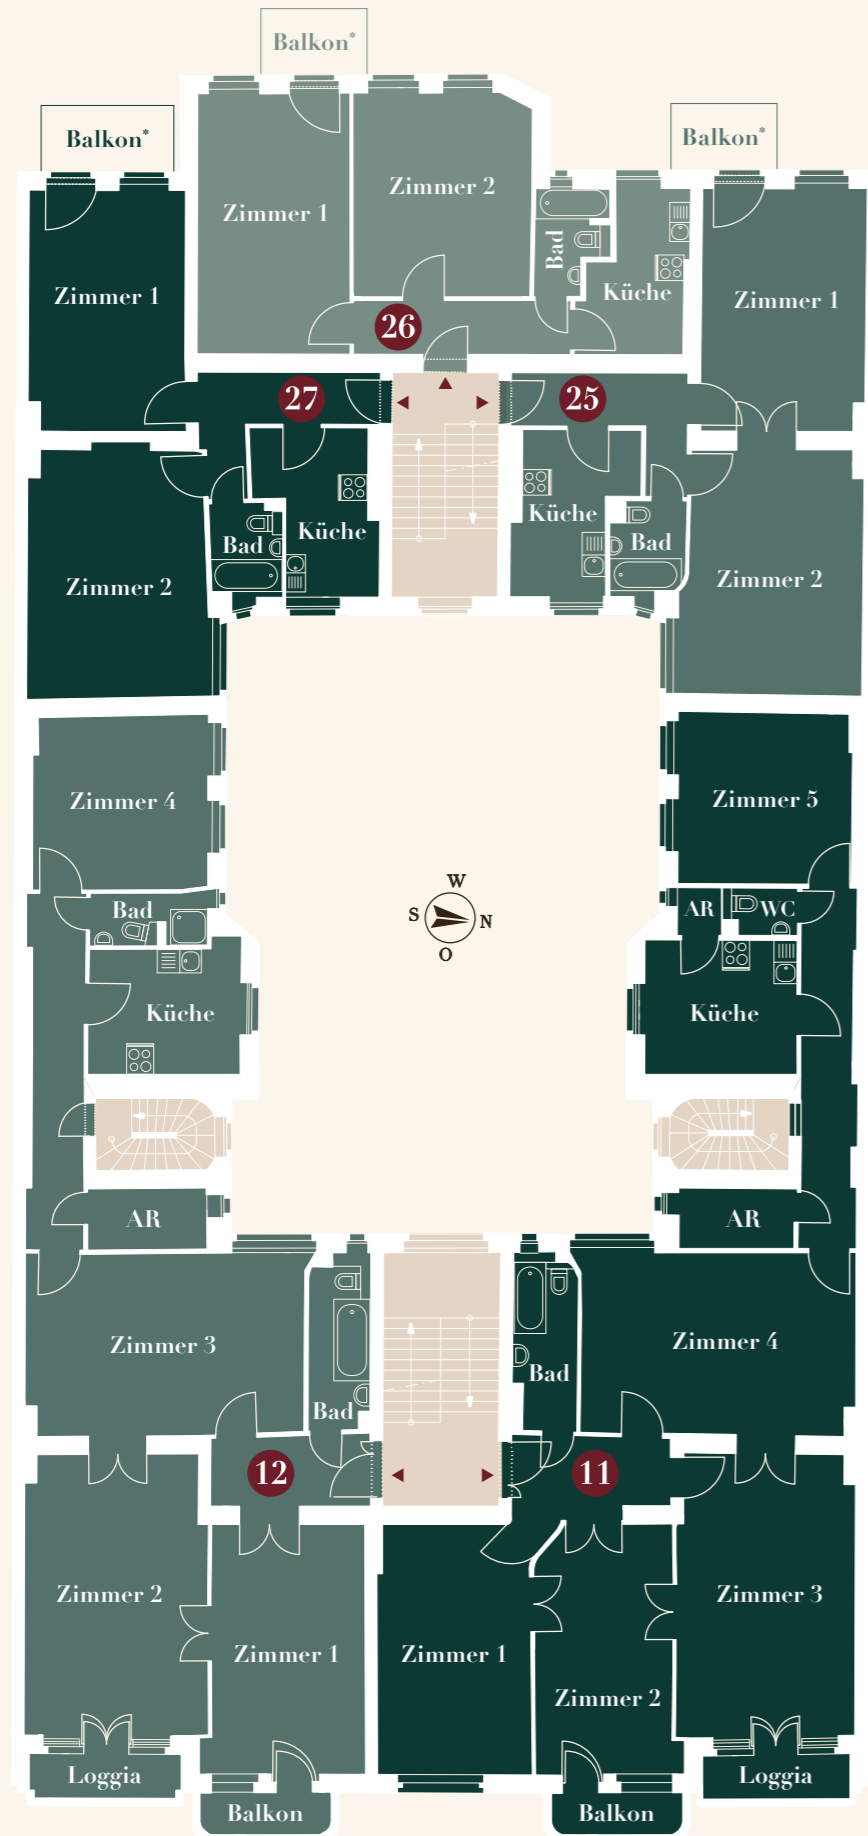 Balkon*
Balkon*
Balkon*
Zimmer 1
Zimmer 2
Bad
Küche
Zimmer 1
Zimmer 1
26
27
25
Küche
Bad
Küche
Bad
Zimmer 2
Zimmer 2
Zimmer 4
Zimmer 5
W
S
N
O
Bad
AR
WC
Küche
Küche
AR
AR
Zimmer 3
Zimmer 4
Bad
Bad
12
11
Zimmer 2
Zimmer 1
Zimmer 1
Zimmer 2
Zimmer 3
Loggia
Loggia
Balkon
Balkon